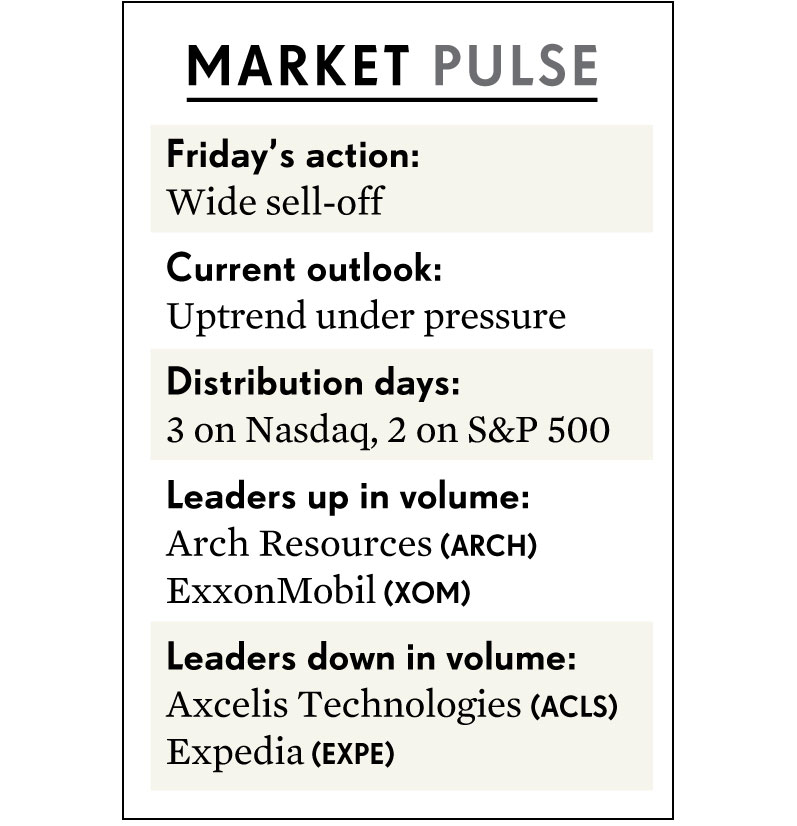 MARKET PULSE
Friday’s action:
Wide sell-off
Current outlook:
Uptrend under pressure
Distribution days:
3 on Nasdaq, 2 on S&P 500
Leaders up in volume:
Arch Resources (ARCH)
ExxonMobil (XOM)
Leaders down in volume:
Axcelis Technologies (ACLS)
Expedia (EXPE)